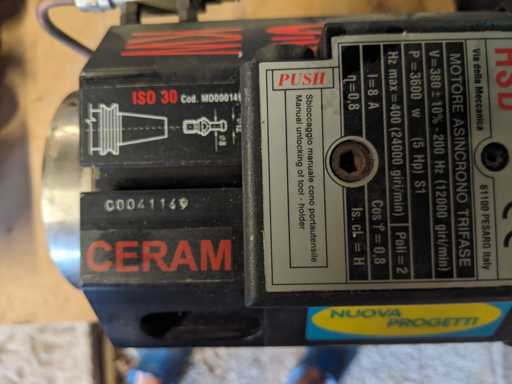 ISO 30 Cod.
C0041149
CERAM
PUSH
Sbloccaggio manuale cono portautensile
Manual unlocking of tool - holder
HSD
Via della Meccanica
61100 PESARO Italy
MOTORE ASINCRONO TRIFASE
V=380±10% - 200 Hz (12000 giri/min)
P=3600 w (5 Hp) S1
Hz max=400 (24000 giri/min)
Poli = 2
I=8 A
Cos φ = 0,8
η=0,8
Is. cl. = H
NUOVA
PROGETTI